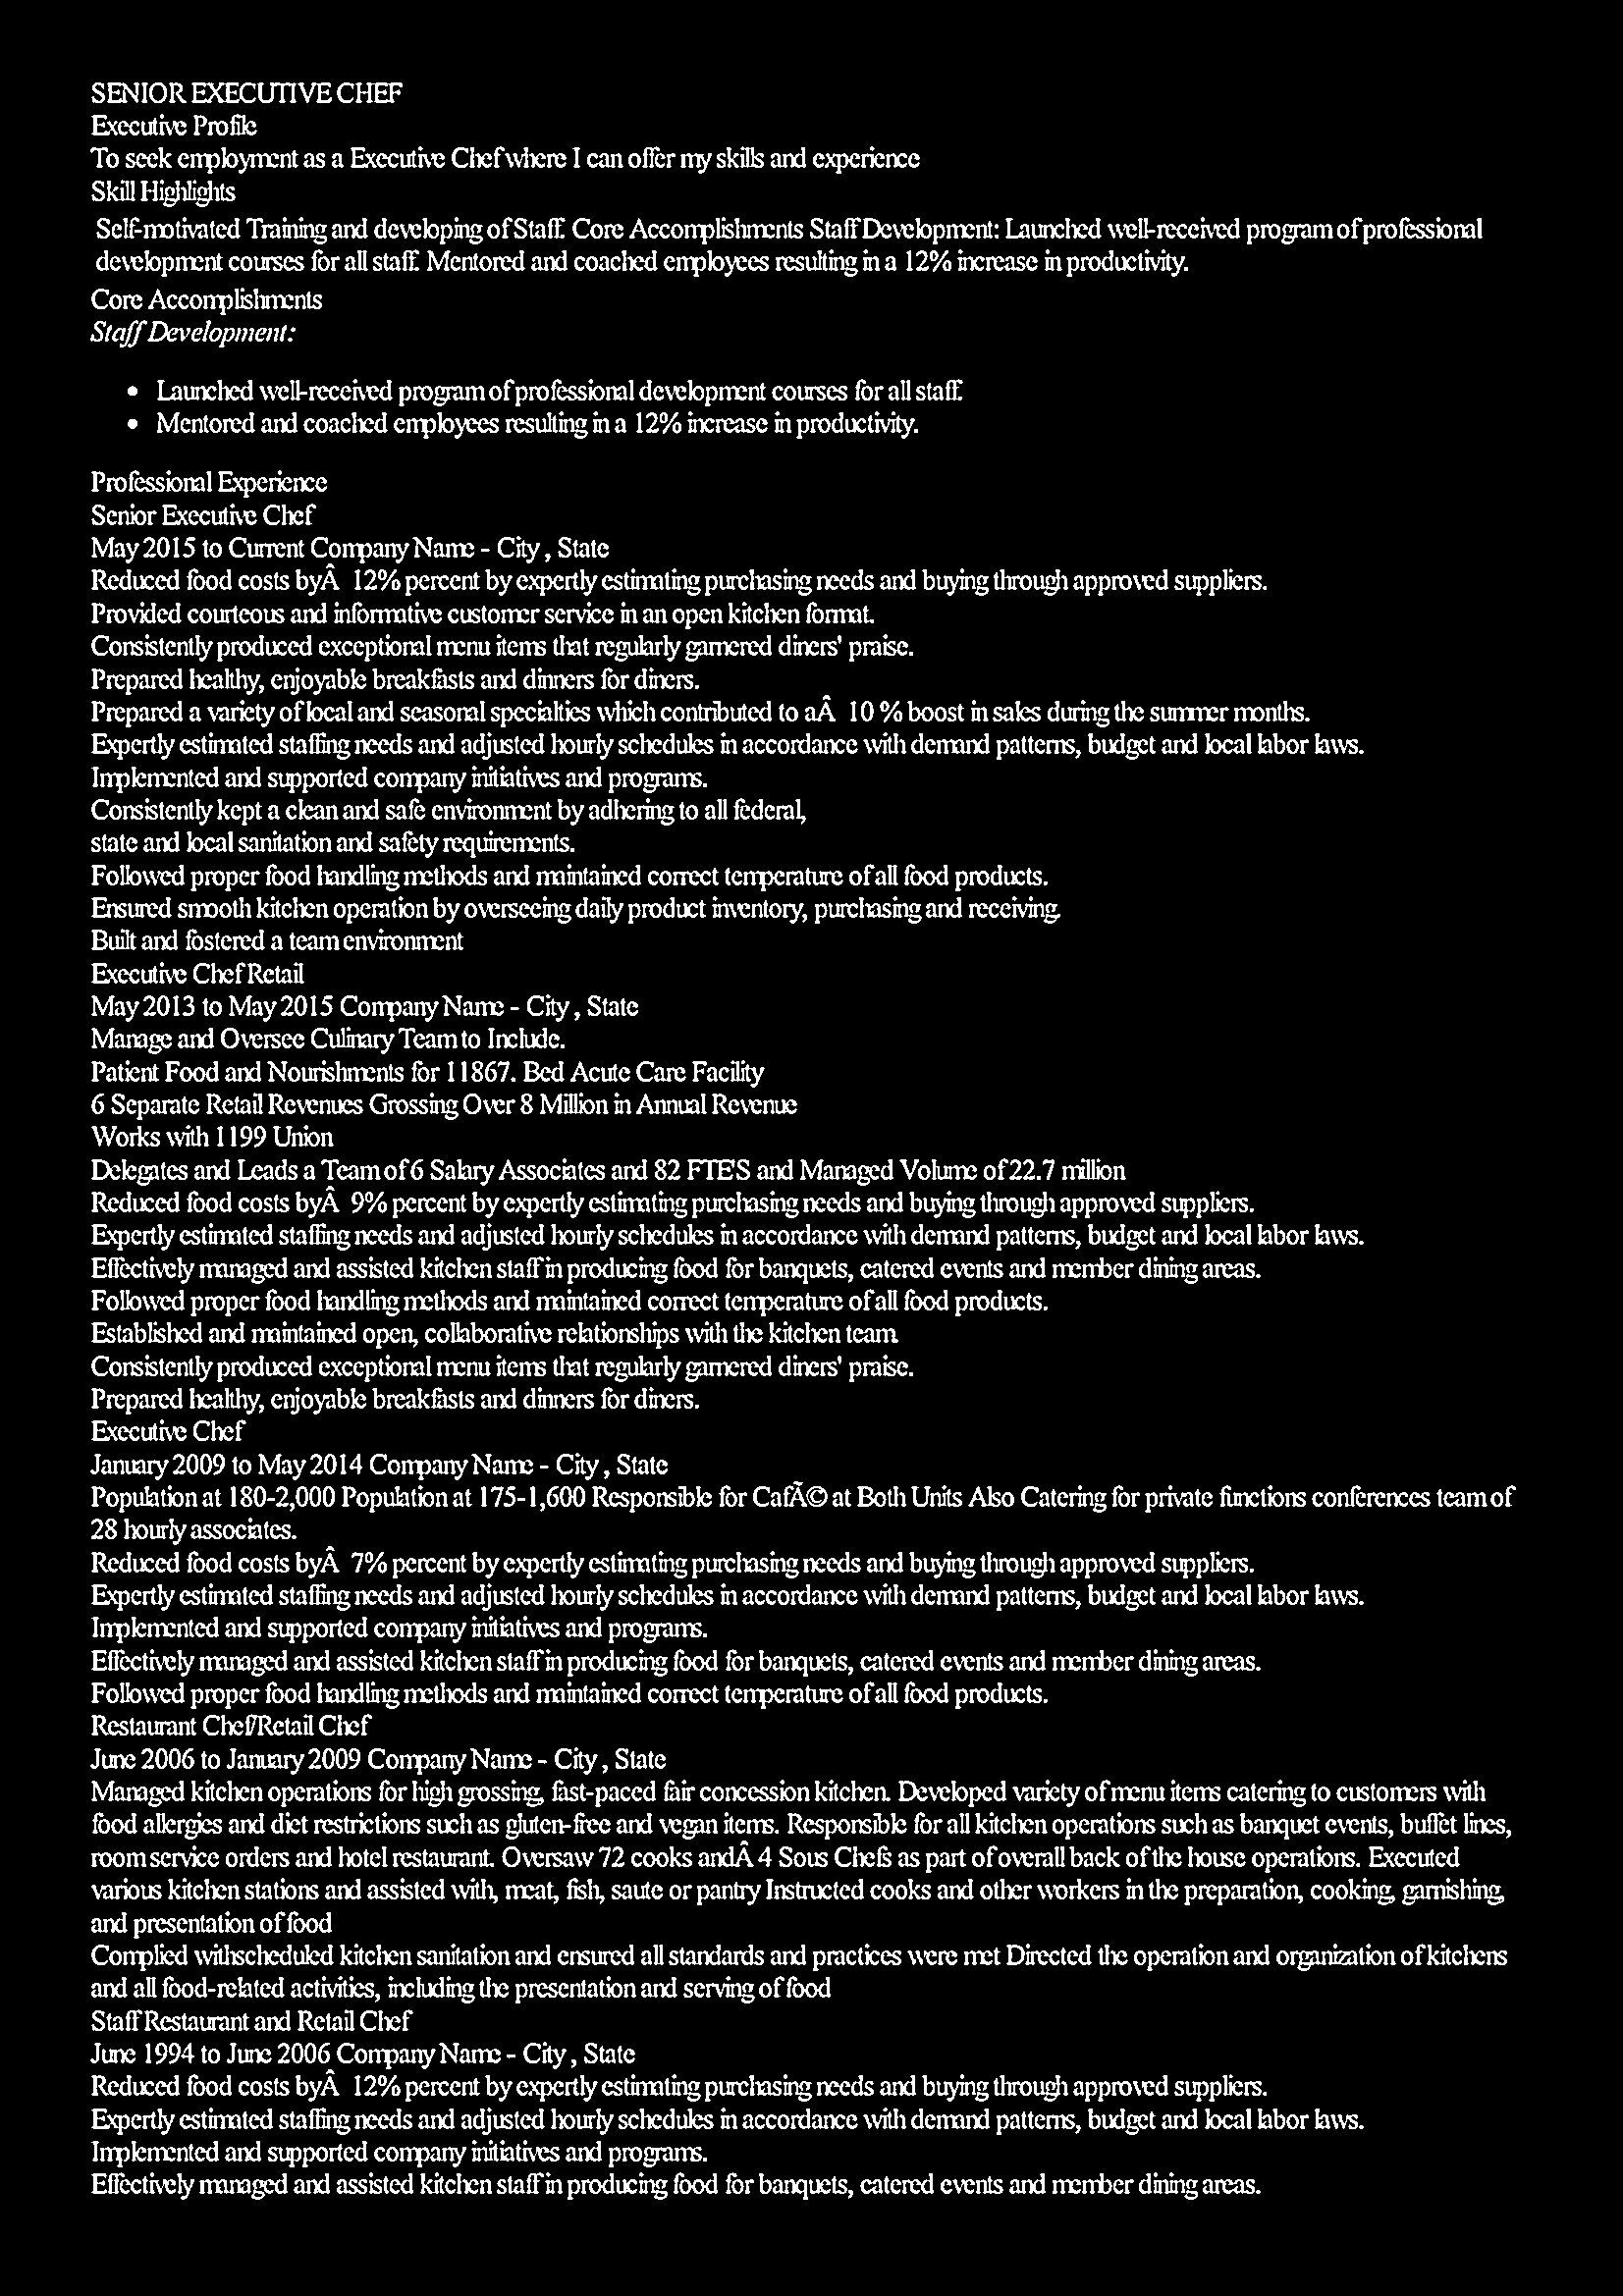 SENIOR EXECUTIVE CHEF
Executive Profile
To seek employment as a Executive Chef where I can offer my skills and experience
Skill Highlights
Self-motivated Training and developing of Staff. Core Accomplishments Staff Development: Launched well-received program of professional
development courses for all staff. Mentored and coached employees resulting in a 12% increase in productivity.
Core Accomplishments
Staff Development:
• Launched well-received program of professional development courses for all staff.
• Mentored and coached employees resulting in a 12% increase in productivity.
Professional Experience
Senior Executive Chef
May 2015 to Current Company Name - City , State
Reduced food costs byÂ  12% percent by expertly estimating purchasing needs and buying through approved suppliers.
Provided courteous and informative customer service in an open kitchen format.
Consistently produced exceptional menu items that regularly garnered diners' praise.
Prepared healthy, enjoyable breakfasts and dinners for diners.
Prepared a variety of local and seasonal specialties which contributed to aÂ  10 % boost in sales during the summer months.
Expertly estimated staffing needs and adjusted hourly schedules in accordance with demand patterns, budget and local labor laws.
Implemented and supported company initiatives and programs.
Consistently kept a clean and safe environment by adhering to all federal,
state and local sanitation and safety requirements.
Followed proper food handling methods and maintained correct temperature of all food products.
Ensured smooth kitchen operation by overseeing daily product inventory, purchasing and receiving.
Built and fostered a team environment
Executive Chef Retail
May 2013 to May 2015 Company Name - City , State
Manage and Oversee Culinary Team to Include.
Patient Food and Nourishments for 11867. Bed Acute Care Facility
6 Separate Retail Revenues Grossing Over 8 Million in Annual Revenue
Works with 1199 Union
Delegates and Leads a Team of 6 Salary Associates and 82 FTE'S and Managed Volume of 22.7 million
Reduced food costs byÂ  9% percent by expertly estimating purchasing needs and buying through approved suppliers.
Expertly estimated staffing needs and adjusted hourly schedules in accordance with demand patterns, budget and local labor laws.
Effectively managed and assisted kitchen staff in producing food for banquets, catered events and member dining areas.
Followed proper food handling methods and maintained correct temperature of all food products.
Established and maintained open, collaborative relationships with the kitchen team.
Consistently produced exceptional menu items that regularly garnered diners' praise.
Prepared healthy, enjoyable breakfasts and dinners for diners.
Executive Chef
January 2009 to May 2014 Company Name - City , State
Population at 180-2,000 Population at 175-1,600 Responsible for CafÃ© at Both Units Also Catering for private functions conferences team of
28 hourly associates.
Reduced food costs byÂ  7% percent by expertly estimating purchasing needs and buying through approved suppliers.
Expertly estimated staffing needs and adjusted hourly schedules in accordance with demand patterns, budget and local labor laws.
Implemented and supported company initiatives and programs.
Effectively managed and assisted kitchen staff in producing food for banquets, catered events and member dining areas.
Followed proper food handling methods and maintained correct temperature of all food products.
Restaurant Chef/Retail Chef
June 2006 to January 2009 Company Name - City , State
Managed kitchen operations for high grossing, fast-paced fair concession kitchen. Developed variety of menu items catering to customers with
food allergies and diet restrictions such as gluten-free and vegan items. Responsible for all kitchen operations such as banquet events, buffet lines,
room service orders and hotel restaurant. Oversaw 72 cooks andÂ 4 Sous Chefs as part of overall back of the house operations. Executed
various kitchen stations and assisted with, meat, fish, saute or pantry Instructed cooks and other workers in the preparation, cooking, garnishing,
and presentation of food
Complied withscheduled kitchen sanitation and ensured all standards and practices were met Directed the operation and organization of kitchens
and all food-related activities, including the presentation and serving of food
Staff Restaurant and Retail Chef
June 1994 to June 2006 Company Name - City , State
Reduced food costs byÂ  12% percent by expertly estimating purchasing needs and buying through approved suppliers.
Expertly estimated staffing needs and adjusted hourly schedules in accordance with demand patterns, budget and local labor laws.
Implemented and supported company initiatives and programs.
Effectively managed and assisted kitchen staff in producing food for banquets, catered events and member dining areas.